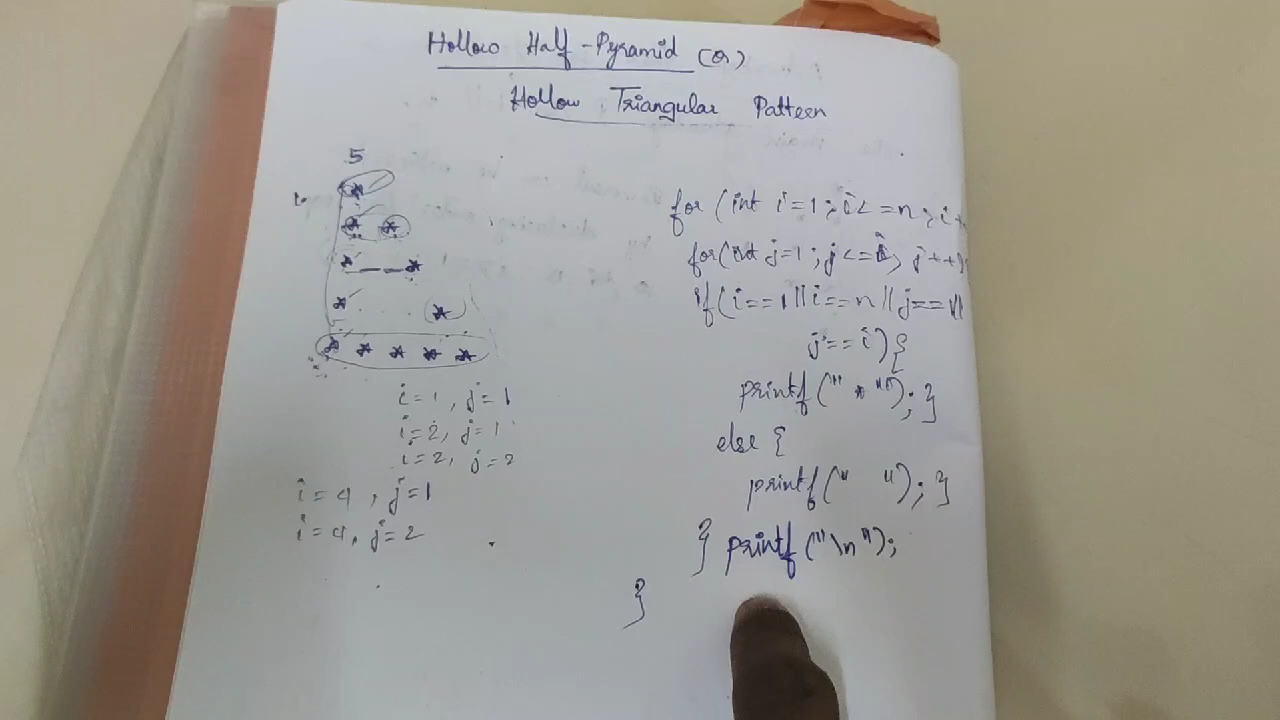 Hollow Half-Pyramid (or)
Hollow Triangular Pattern
5
*
* *
* __ *
* *
* * * * *
i=1, j=1
i=2, j=1
i=2, j=2
i=4, j=1
i=4, j=2
for (int i=1; i<=n; i+
for (int j=1; j<=i; j++)
if (i==1||i==n||j==1||
j==i) {
printf("*"); }
else {
printf(" "); }
} printf("\n");
}